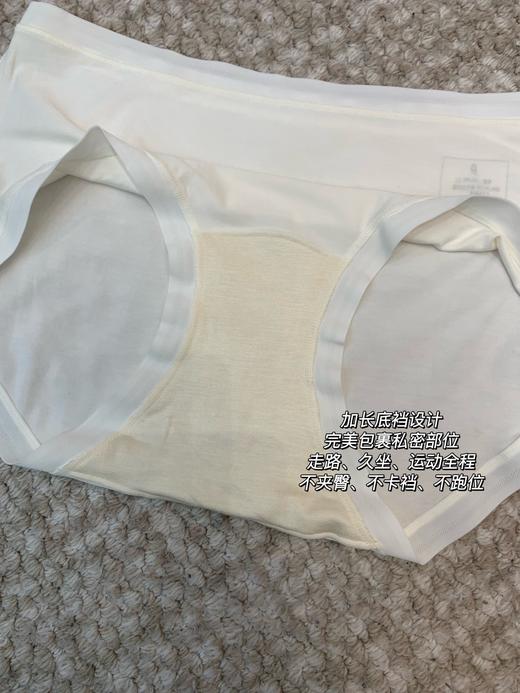 加长底裆设计
完美包裹私密部位
走路、久坐、运动全程
不夹臀、不卡裆、不跑位